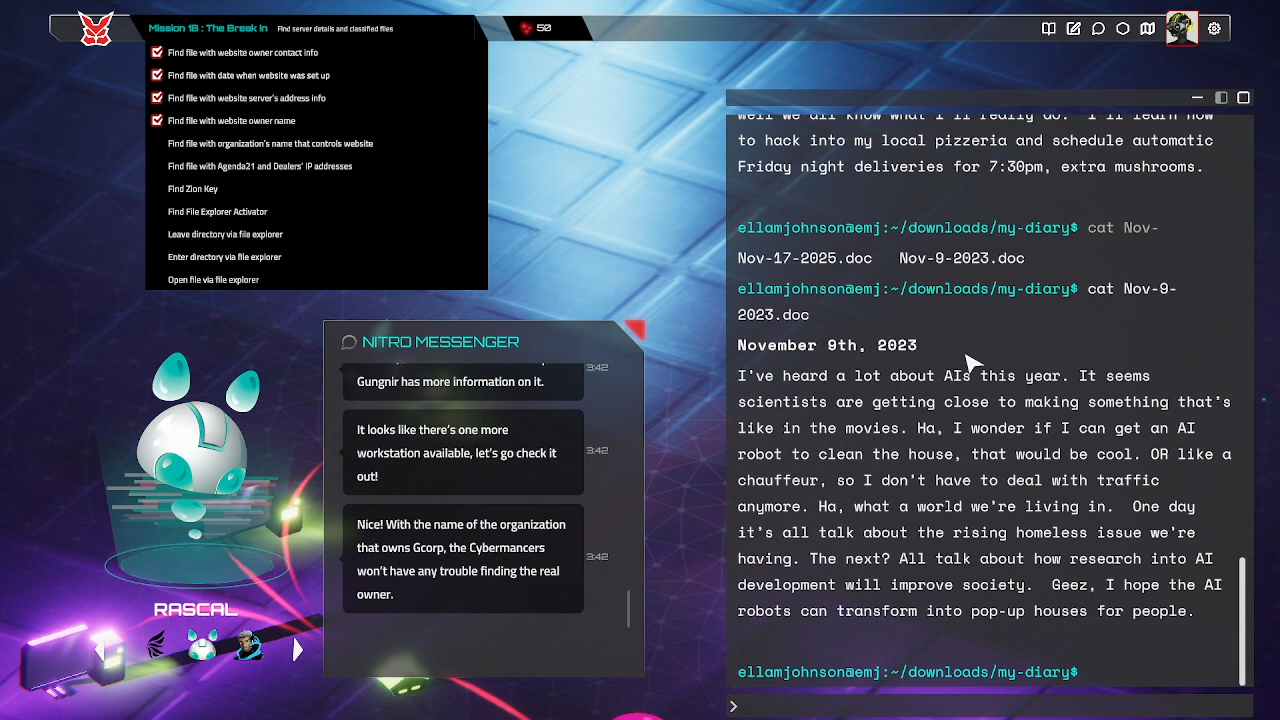 Mission 1B : The Break In Find server details and classified files
50
Find file with website owner contact info
Find file with date when website was set up
Find file with website server's address info
Find file with website owner name
Find file with organization's name that controls website
Find file with Agenda21 and Dealers' IP addresses
Find Zion Key
Find File Explorer Activator
Leave directory via file explorer
Enter directory via file explorer
Open file via file explorer
NITRO MESSENGER
3:42
Gungnir has more information on it.
It looks like there's one more
workstation available, let's go check it
out!
3:42
Nice! With the name of the organization
that owns Gcorp, the Cybermancers
won't have any trouble finding the real
owner.
3:42
RASCAL
well we all know what I'll really do. I'll learn how
to hack into my local pizzeria and schedule automatic
Friday night deliveries for 7:30pm, extra mushrooms.
ellamjohnson@emj:~/downloads/my-diary$ cat Nov-
Nov-17-2025.doc Nov-9-2023.doc
ellamjohnson@emj:~/downloads/my-diary$ cat Nov-9-
2023.doc
November 9th, 2023
I've heard a lot about AIs this year. It seems
scientists are getting close to making something that's
like in the movies. Ha, I wonder if I can get an AI
robot to clean the house, that would be cool. OR like a
chauffeur, so I don't have to deal with traffic
anymore. Ha, what a world we're living in. One day
it's all talk about the rising homeless issue we're
having. The next? All talk about how research into AI
development will improve society. Geez, I hope the AI
robots can transform into pop-up houses for people.
ellamjohnson@emj:~/downloads/my-diary$